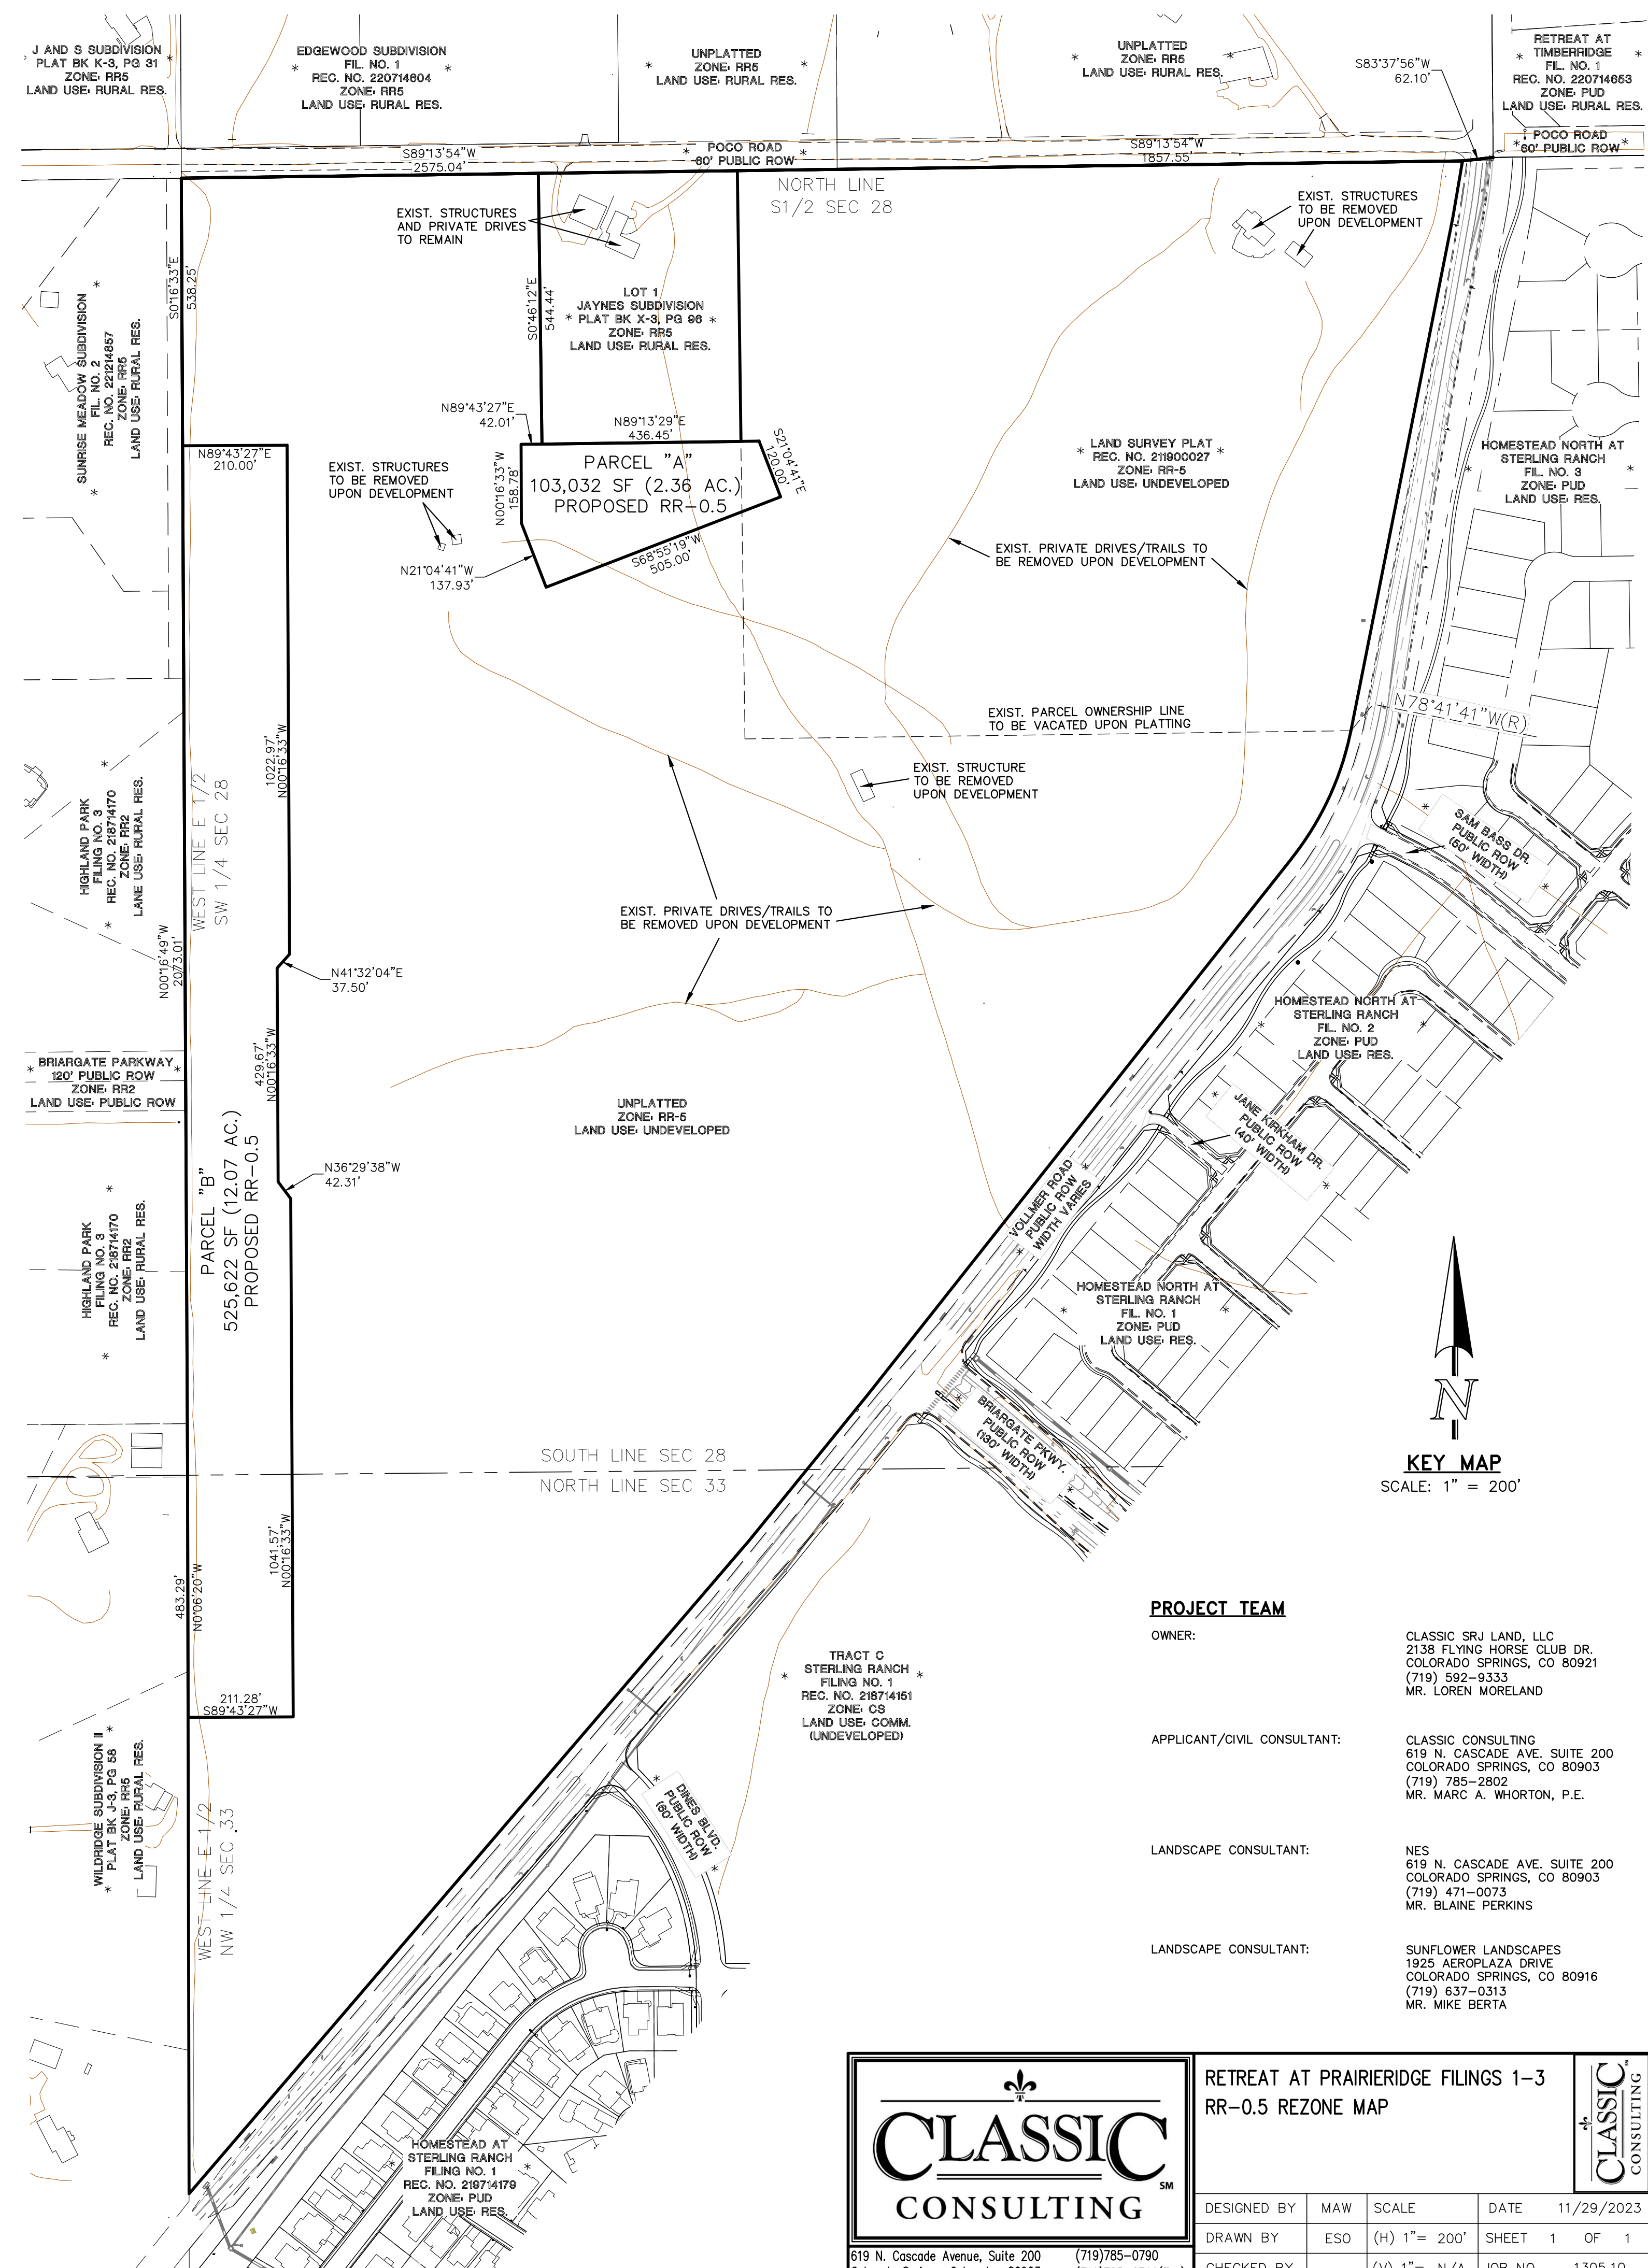 J AND S SUBDIVISION
PLAT BK K-3, PG 31
ZONE: RR5
LAND USE: RURAL RES.
EDGEWOOD SUBDIVISION
FIL. NO. 1
REC. NO. 220714604
ZONE: RR5
LAND USE: RURAL RES.
UNPLATTED
ZONE: RR5
LAND USE: RURAL RES.
UNPLATTED
ZONE: RR5
LAND USE: RURAL RES.
S83°37'56"W
62.10'
RETREAT AT
TIMBERRIDGE
FIL. NO. 1
REC. NO. 220714653
ZONE: PUD
LAND USE: RURAL RES.
POCO ROAD
60' PUBLIC ROW
S89°13'54"W
2575.04'
POCO ROAD
60' PUBLIC ROW
S89°13'54"W
1857.55'
NORTH LINE
S1/2 SEC 28
EXIST. STRUCTURES
AND PRIVATE DRIVES
TO REMAIN
EXIST. STRUCTURES
TO BE REMOVED
UPON DEVELOPMENT
S0°16'33"E
538.25'
S0°46'12"E
544.44'
LOT 1
JAYNES SUBDIVISION
PLAT BK X-3, PG 96
ZONE: RR5
LAND USE: RURAL RES.
SUNRISE MEADOW SUBDIVISION
FIL. NO. 2
REC. NO. 221214857
ZONE: RR5
LAND USE: RURAL RES.
N89°43'27"E
42.01'
N89°13'29"E
436.45'
S21°04'41"E
120.00'
N89°43'27"E
210.00'
EXIST. STRUCTURES
TO BE REMOVED
UPON DEVELOPMENT
N00°16'33"W
158.78'
PARCEL "A"
103,032 SF (2.36 AC.)
PROPOSED RR-0.5
LAND SURVEY PLAT
REC. NO. 211900027
ZONE: RR-5
LAND USE: UNDEVELOPED
HOMESTEAD NORTH AT
STERLING RANCH
FIL. NO. 3
ZONE: PUD
LAND USE: RES.
N21°04'41"W
137.93'
S68°55'19"W
505.00'
EXIST. PRIVATE DRIVES/TRAILS TO
BE REMOVED UPON DEVELOPMENT
EXIST. PARCEL OWNERSHIP LINE
TO BE VACATED UPON PLATTING
N78°41'41"W(R)
1022.97'
N00°16'33"W
WEST LINE E 1/2
SW 1/4 SEC 28
HIGHLAND PARK
FILING NO. 3
REC. NO. 218714170
ZONE: RR2
LANE USE: RURAL RES.
EXIST. STRUCTURE
TO BE REMOVED
UPON DEVELOPMENT
SAM BASS DR.
PUBLIC ROW
(50' WIDTH)
EXIST. PRIVATE DRIVES/TRAILS TO
BE REMOVED UPON DEVELOPMENT
N00°16'49"W
2073.01'
N41°32'04"E
37.50'
HOMESTEAD NORTH AT
STERLING RANCH
FIL. NO. 2
ZONE: PUD
LAND USE: RES.
429.67'
N00°16'33"W
BRIARGATE PARKWAY
120' PUBLIC ROW
ZONE: RR2
LAND USE: PUBLIC ROW
UNPLATTED
ZONE: RR-5
LAND USE: UNDEVELOPED
JANE KIRKHAM DR.
PUBLIC ROW
(40' WIDTH)
N36°29'38"W
42.31'
PARCEL "B"
525,622 SF (12.07 AC.)
PROPOSED RR-0.5
HIGHLAND PARK
FILING NO. 3
REC. NO. 218714170
ZONE: RR2
LAND USE: RURAL RES.
VOLLMER ROAD
PUBLIC ROW
WIDTH VARIES
HOMESTEAD NORTH AT
STERLING RANCH
FIL. NO. 1
ZONE: PUD
LAND USE: RES.
BRIARGATE PKWY.
PUBLIC ROW
(130' WIDTH)
N
KEY MAP
SCALE: 1" = 200'
SOUTH LINE SEC 28
NORTH LINE SEC 33
1041.57'
N00°16'33"W
483.29'
N0°06'20"W
211.28'
S89°43'27"W
TRACT C
STERLING RANCH
FILING NO. 1
REC. NO. 218714151
ZONE: CS
LAND USE: COMM.
(UNDEVELOPED)
WILDRIDGE SUBDIVISION II
PLAT BK J-3, PG 58
ZONE: RR5
LAND USE: RURAL RES.
WEST LINE E 1/2
NW 1/4 SEC 33
DINES BLVD.
PUBLIC ROW
(60' WIDTH)
HOMESTEAD AT
STERLING RANCH
FILING NO. 1
REC. NO. 219714179
ZONE: PUD
LAND USE: RES.
PROJECT TEAM
OWNER:
CLASSIC SRJ LAND, LLC
2138 FLYING HORSE CLUB DR.
COLORADO SPRINGS, CO 80921
(719) 592-9333
MR. LOREN MORELAND
APPLICANT/CIVIL CONSULTANT:
CLASSIC CONSULTING
619 N. CASCADE AVE. SUITE 200
COLORADO SPRINGS, CO 80903
(719) 785-2802
MR. MARC A. WHORTON, P.E.
LANDSCAPE CONSULTANT:
NES
619 N. CASCADE AVE. SUITE 200
COLORADO SPRINGS, CO 80903
(719) 471-0073
MR. BLAINE PERKINS
LANDSCAPE CONSULTANT:
SUNFLOWER LANDSCAPES
1925 AEROPLAZA DRIVE
COLORADO SPRINGS, CO 80916
(719) 637-0313
MR. MIKE BERTA
CLASSIC
CONSULTING
SM
619 N. Cascade Avenue, Suite 200 (719)785-0790
RETREAT AT PRAIRIERIDGE FILINGS 1-3
RR-0.5 REZONE MAP
CLASSIC
CONSULTING
DESIGNED BY MAW SCALE DATE 11/29/2023
DRAWN BY ESO (H) 1"= 200' SHEET 1 OF 1
CHECKED BY (V) 1"= N/A JOB NO. 1305.10